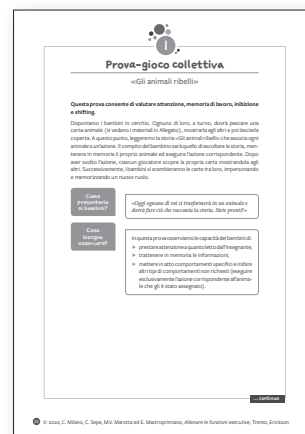 1
Prova-gioco collettiva
«Gli animali ribelli»
Questa prova consente di valutare attenzione, memoria di lavoro, inibizione
e shifting.
Disponiamo i bambini in cerchio. Ognuno di loro, a turno, dovrà pescare una
carta-animale (si vedano i materiali in Allegato), mostrarla agli altri e poi lasciarla
coperta. A questo punto, leggeremo la storia «Gli animali ribelli» che associa ogni
animale a un'azione. Il compito del bambino sarà quello di ascoltare la storia, man-
tenere in memoria il proprio animale ed eseguire l'azione corrispondente. Dopo
aver svolto l'azione, ciascun giocatore scopre la propria carta mostrandola agli
altri. Successivamente, i bambini si scambieranno le carte tra loro, impersonando
e memorizzando un nuovo ruolo.
Come
presentarla
ai bambini?
«Oggi ognuno di voi si trasformerà in un animale e
dovrà fare ciò che racconta la storia. Siete pronti?»
Cosa
bisogna
osservare?
In questa prova osserviamo le capacità dei bambini di:
▶ prestare attenzione a quanto letto dall'insegnante;
▶ trattenere in memoria le informazioni;
▶ mettere in atto comportamenti specifici e inibire
altri tipi di comportamenti non richiesti (eseguire
esclusivamente l'azione corrispondente all'anima-
le che gli è stato assegnato).
... continua
© 2022, C. Milano, C. Sepe, M.V. Marotta ed E. Mastroprimiano, Allenare le funzioni esecutive, Trento, Erickson